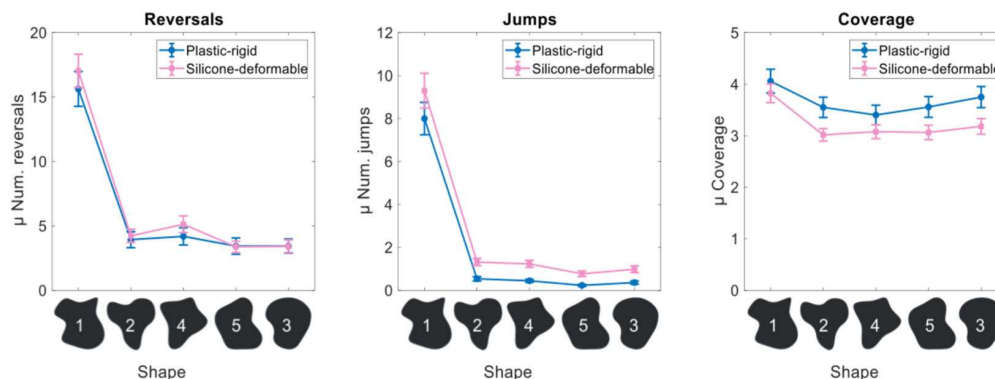 Reversals
μ Num. reversals
20
15
10
5
0
Plastic-rigid
Silicone-deformable
1
2
4
5
3
Shape
Jumps
μ Num. jumps
12
10
8
6
4
2
0
Plastic-rigid
Silicone-deformable
1
2
4
5
3
Shape
Coverage
μ Coverage
5
4
3
2
1
0
Plastic-rigid
Silicone-deformable
1
2
4
5
3
Shape